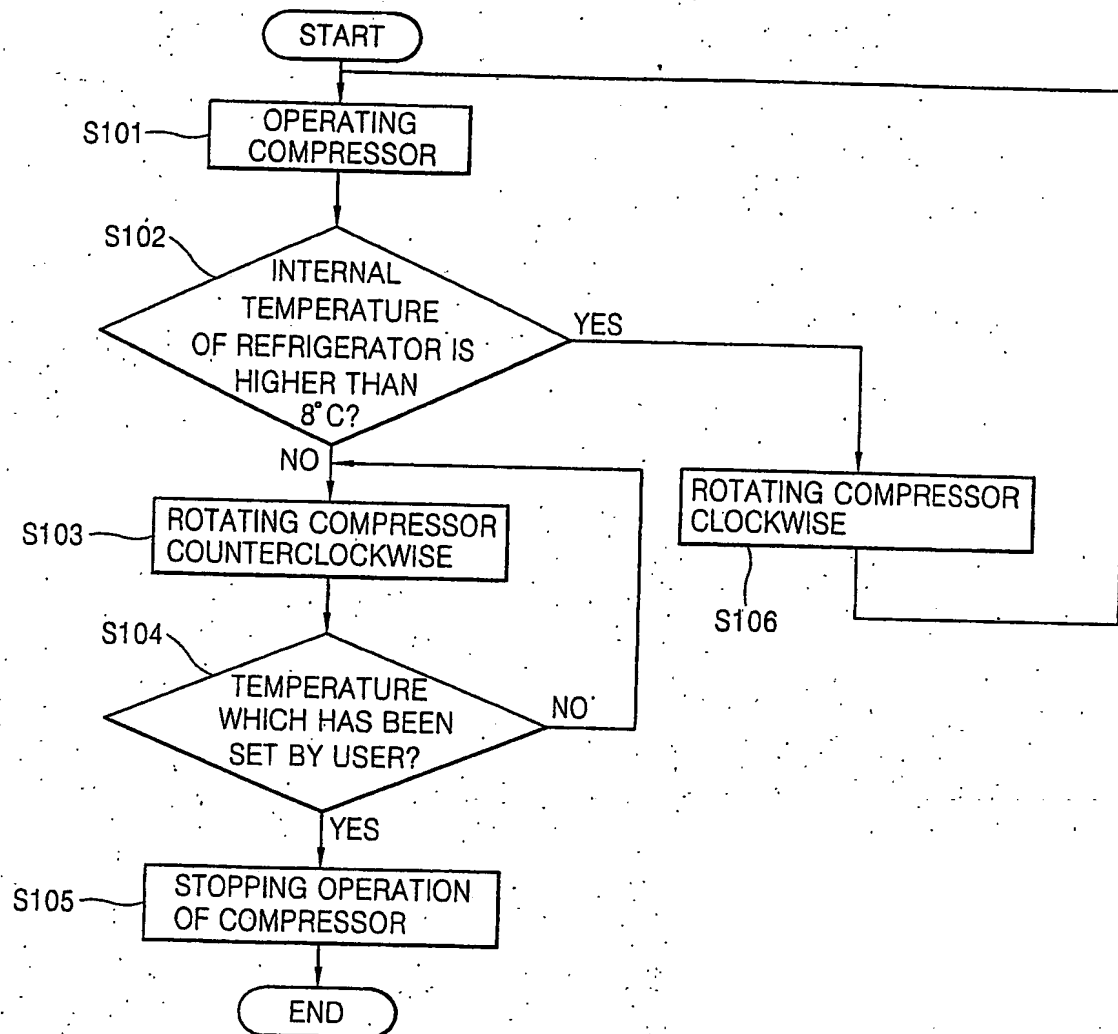 START
S101
OPERATING
COMPRESSOR
S102
INTERNAL
TEMPERATURE
OF REFRIGERATOR IS
HIGHER THAN
8°C?
YES
NO
S103
ROTATING COMPRESSOR
COUNTERCLOCKWISE
ROTATING COMPRESSOR
CLOCKWISE
S106
S104
TEMPERATURE
WHICH HAS BEEN
SET BY USER?
NO
YES
S105
STOPPING OPERATION
OF COMPRESSOR
END